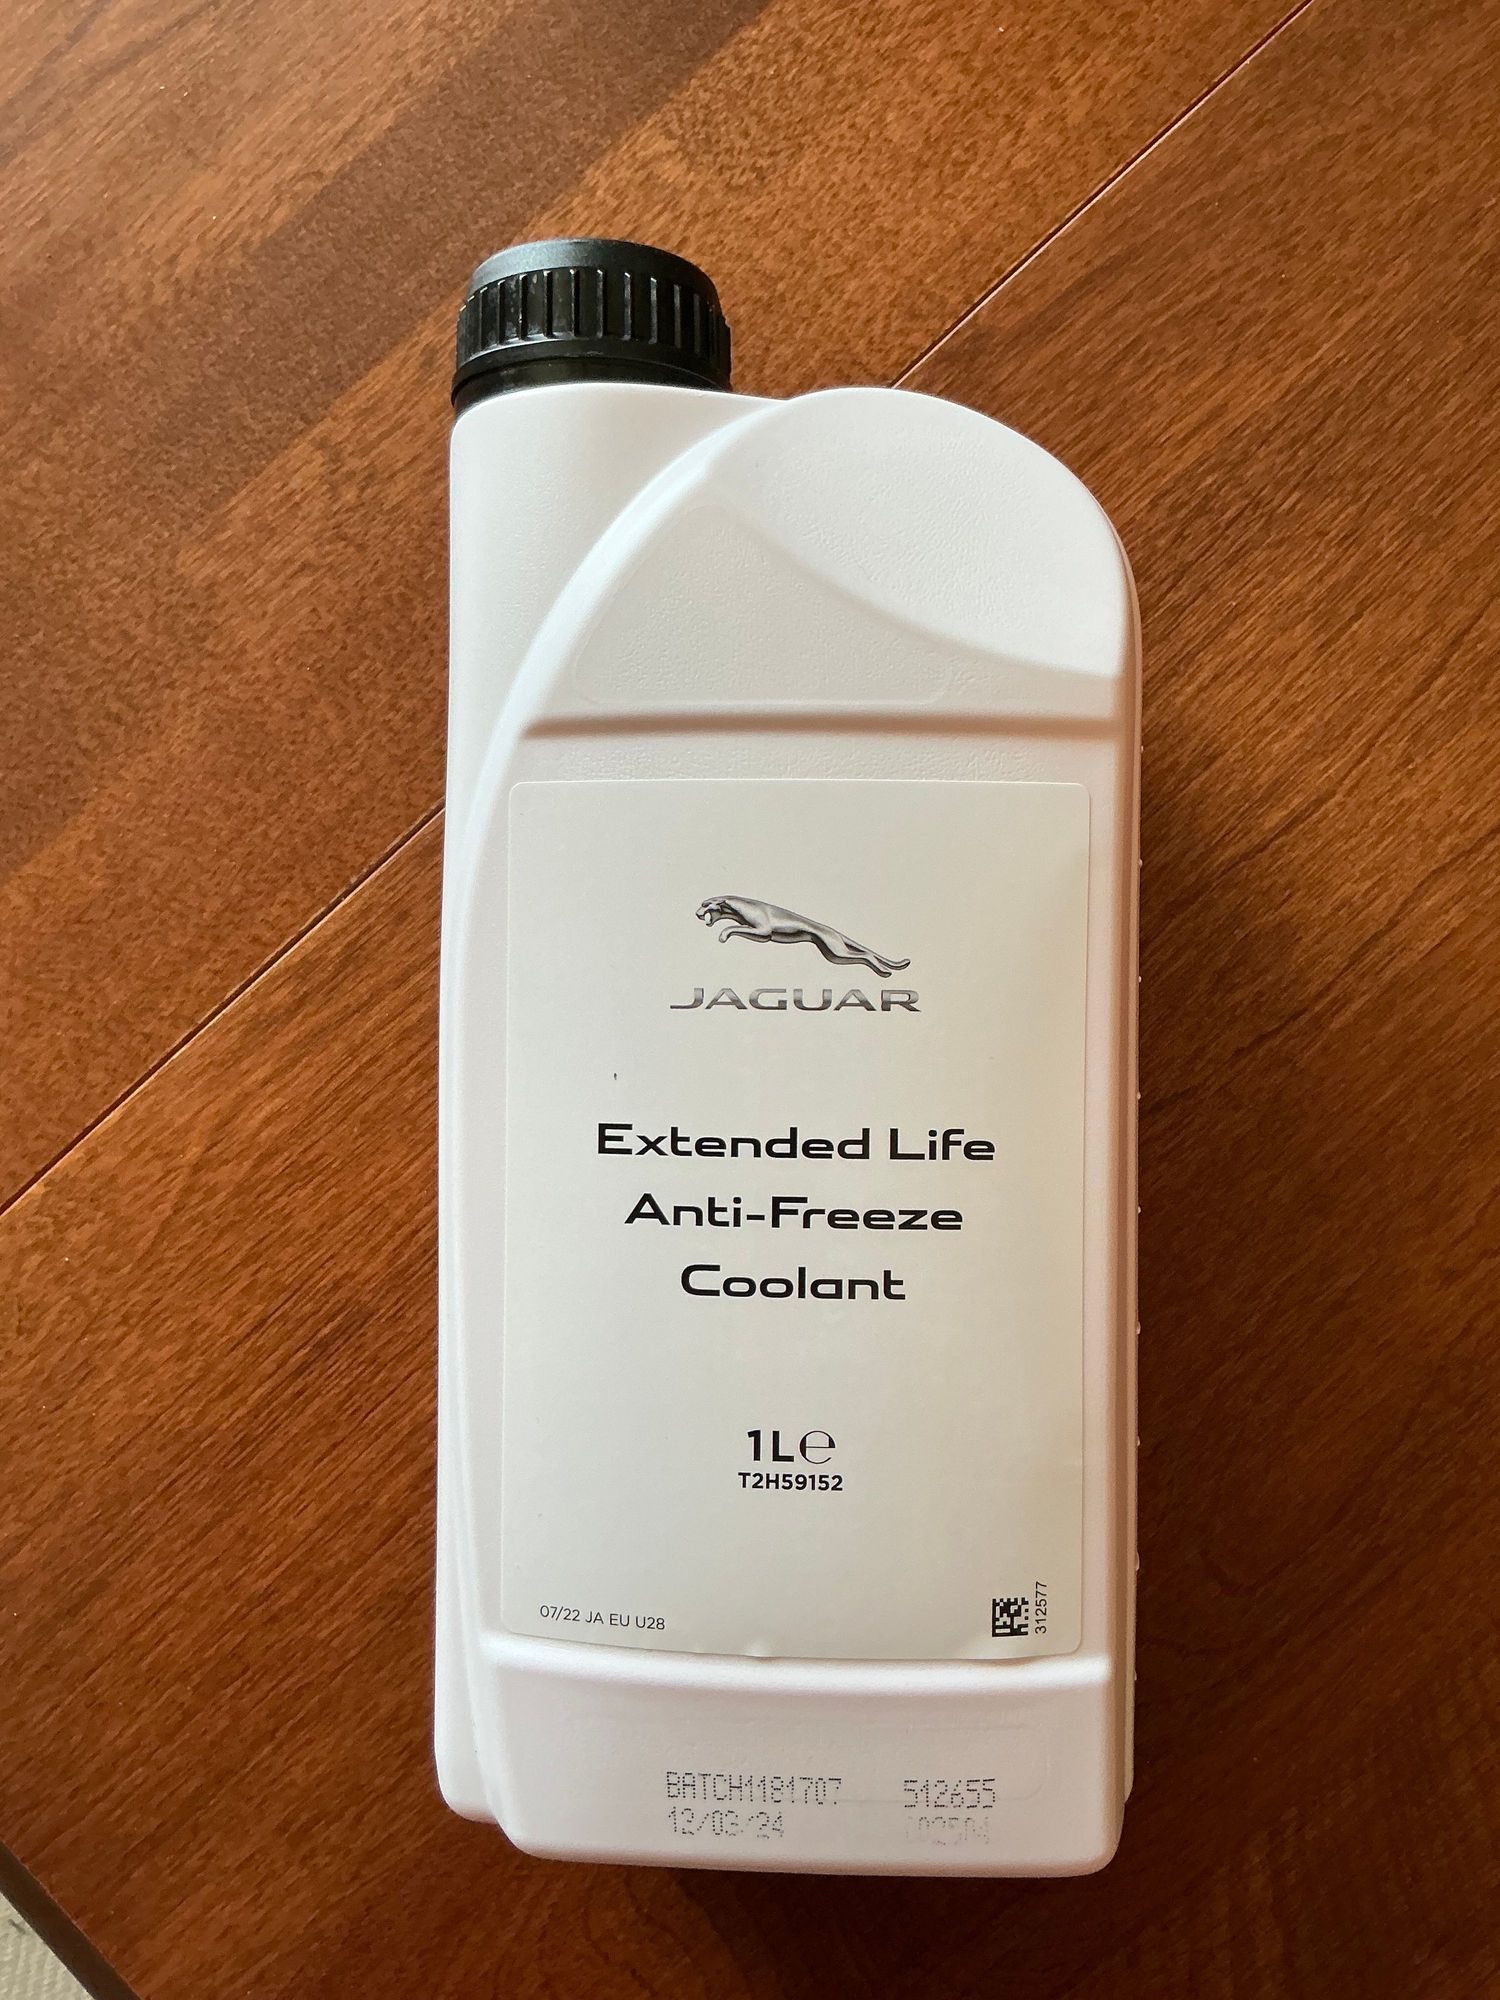 JAGUAR
Extended Life
Anti-Freeze
Coolant
1L℮
T2H59152
07/22 JA EU U28
312577
BATCH1181707 512655
12/03/24